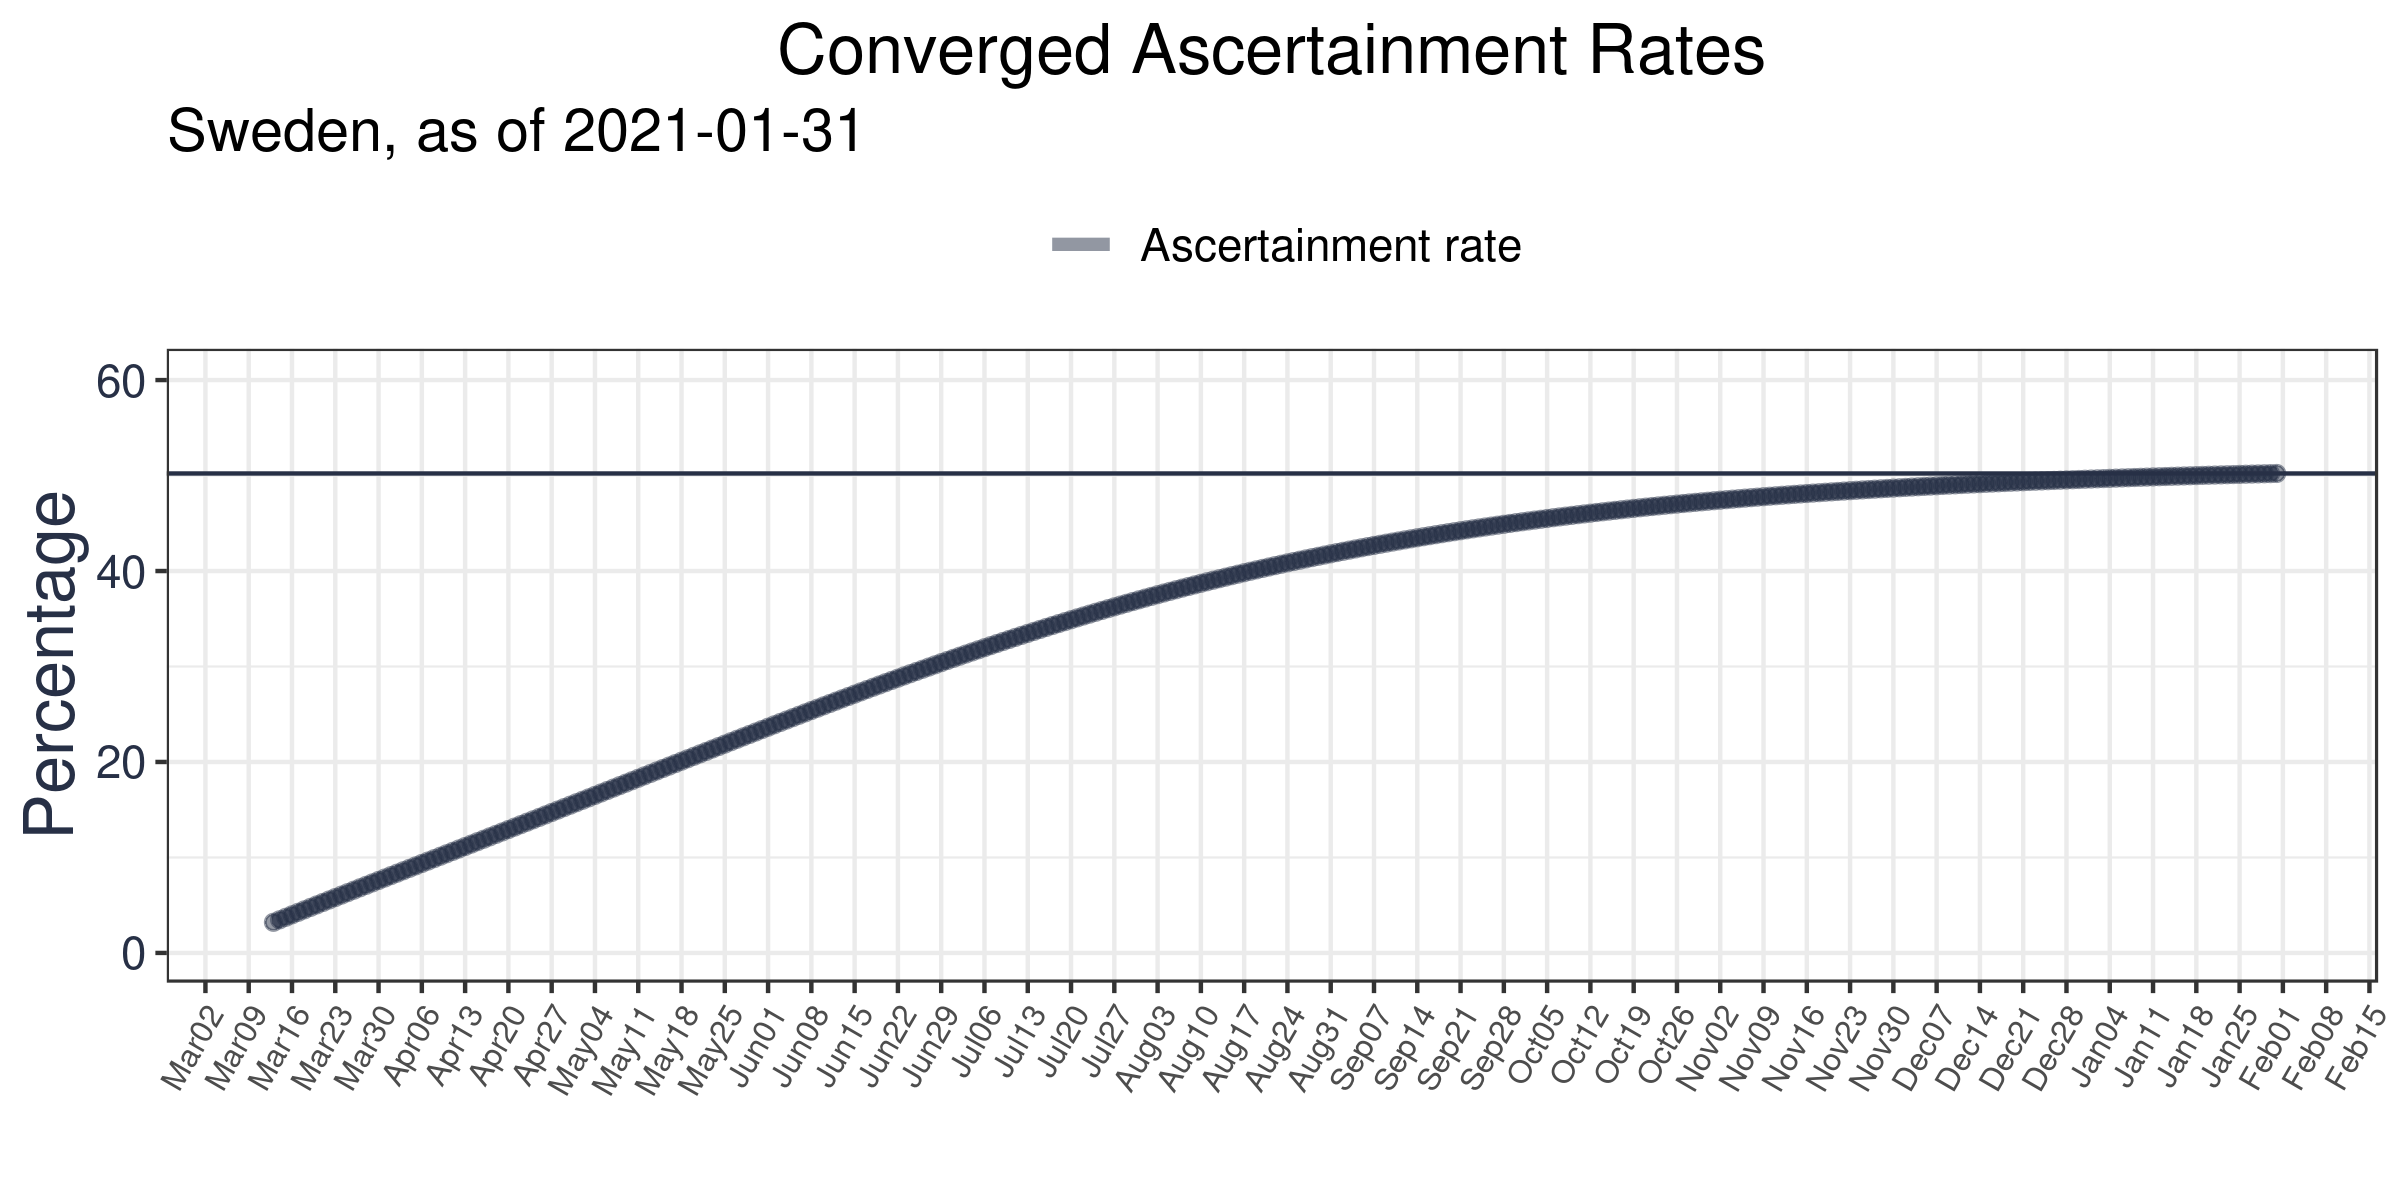 Converged Ascertainment Rates
Sweden, as of 2021-01-31
Ascertainment rate
Percentage
60
40
20
0
Mar02 Mar09 Mar16 Mar23 Mar30 Apr06 Apr13 Apr20 Apr27 May04 May11 May18 May25 Jun01 Jun08 Jun15 Jun22 Jun29 Jul06 Jul13 Jul20 Jul27 Aug03 Aug10 Aug17 Aug24 Aug31 Sep07 Sep14 Sep21 Sep28 Oct05 Oct12 Oct19 Oct26 Nov02 Nov09 Nov16 Nov23 Nov30 Dec07 Dec14 Dec21 Dec28 Jan04 Jan11 Jan18 Jan25 Feb01 Feb08 Feb15